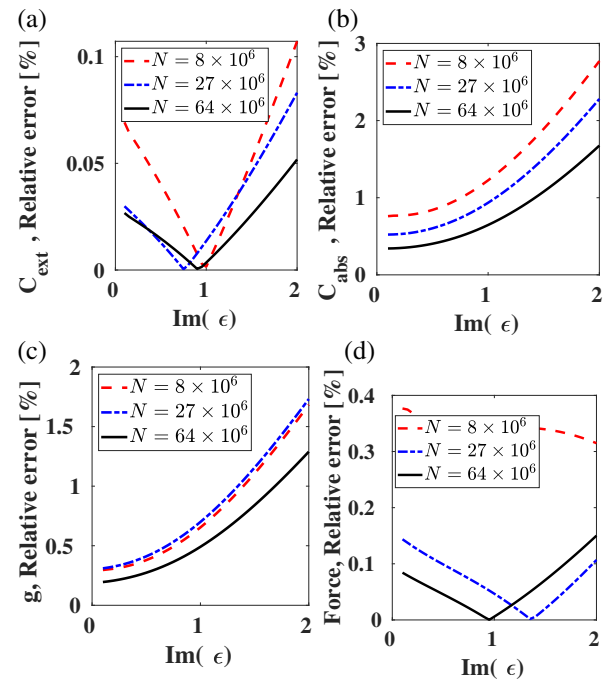 (a)
C_ext , Relative error [%]
0.1
0.05
0
N = 8 × 10^6
N = 27 × 10^6
N = 64 × 10^6
0 1 2
Im( ϵ)
(b)
C_abs , Relative error [%]
3
2
1
0
N = 8 × 10^6
N = 27 × 10^6
N = 64 × 10^6
1 2
Im( ϵ)
(c)
g, Relative error [%]
2
1.5
1
0.5
0
N = 8 × 10^6
N = 27 × 10^6
N = 64 × 10^6
0 1 2
Im( ϵ)
(d)
Force, Relative error [%]
0.4
0.3
0.2
0.1
0
N = 8 × 10^6
N = 27 × 10^6
N = 64 × 10^6
0 1 2
Im( ϵ)